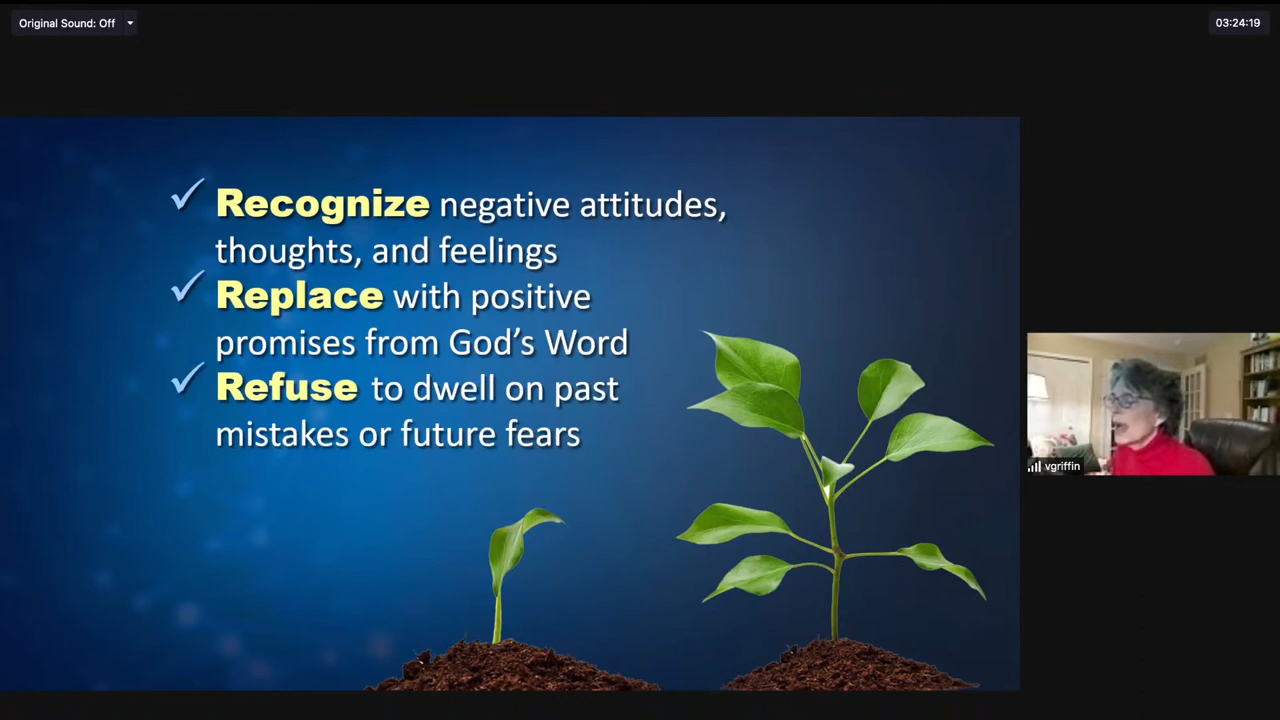 Original Sound: Off
03:24:19
✓ Recognize negative attitudes,
thoughts, and feelings
✓ Replace with positive
promises from God’s Word
✓ Refuse to dwell on past
mistakes or future fears
vgriffin